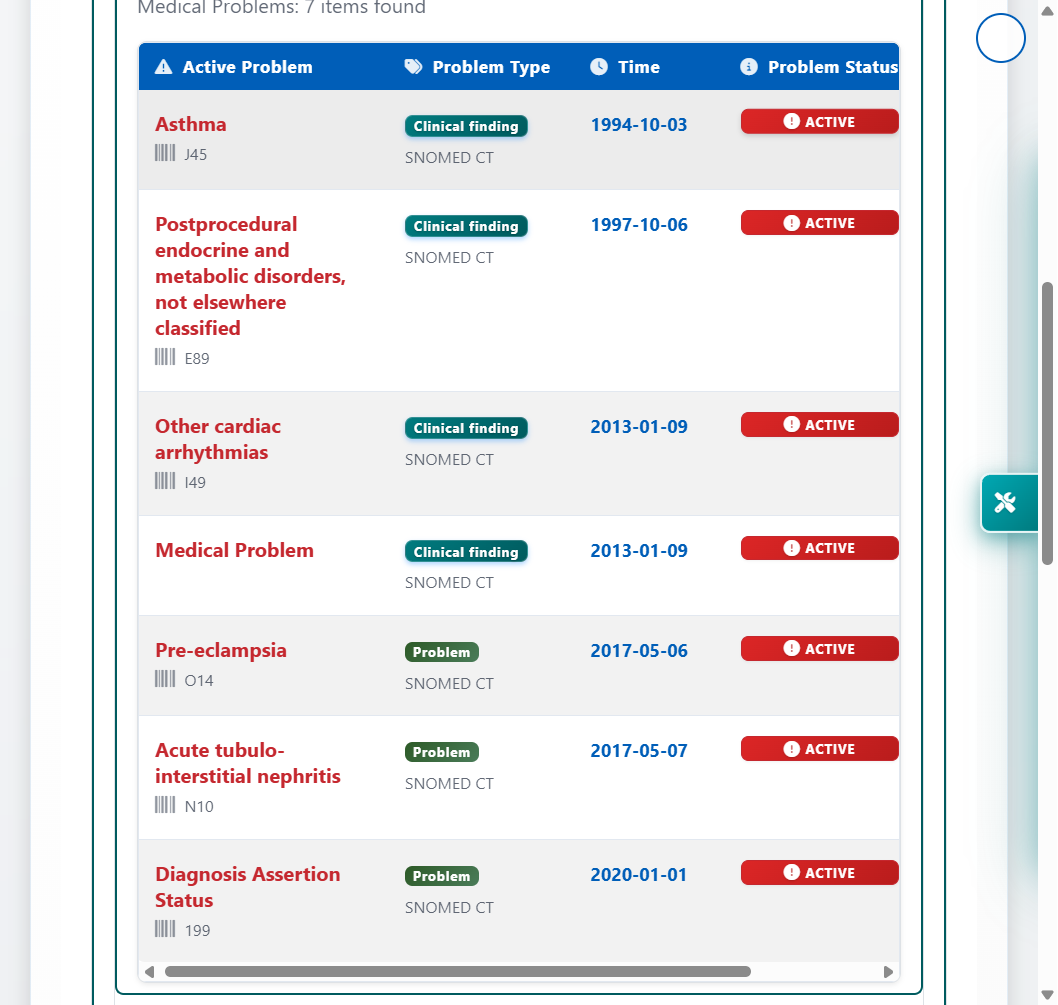 Medical Problems: 7 items found
Active Problem Problem Type Time Problem Status
Asthma Clinical finding 1994-10-03 ACTIVE
J45 SNOMED CT
Postprocedural Clinical finding 1997-10-06 ACTIVE
endocrine and SNOMED CT
metabolic disorders,
not elsewhere
classified
E89
Other cardiac Clinical finding 2013-01-09 ACTIVE
arrhythmias SNOMED CT
I49
Medical Problem Clinical finding 2013-01-09 ACTIVE
SNOMED CT
Pre-eclampsia Problem 2017-05-06 ACTIVE
O14 SNOMED CT
Acute tubulo- Problem 2017-05-07 ACTIVE
interstitial nephritis SNOMED CT
N10
Diagnosis Assertion Problem 2020-01-01 ACTIVE
Status SNOMED CT
199